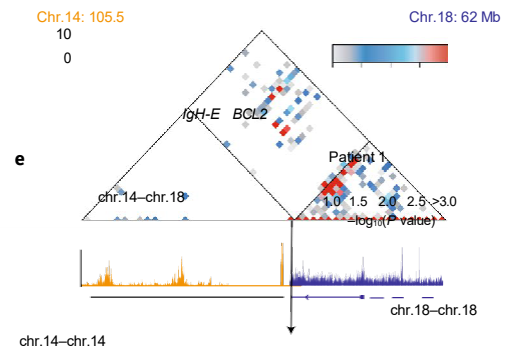 Chr.14: 105.5
Chr.18: 62 Mb
10
0
IgH-E BCL2
e
Patient 1
chr.14–chr.18
1.0 1.5 2.0 2.5 >3.0
–log10(P value)
chr.18–chr.18
chr.14–chr.14